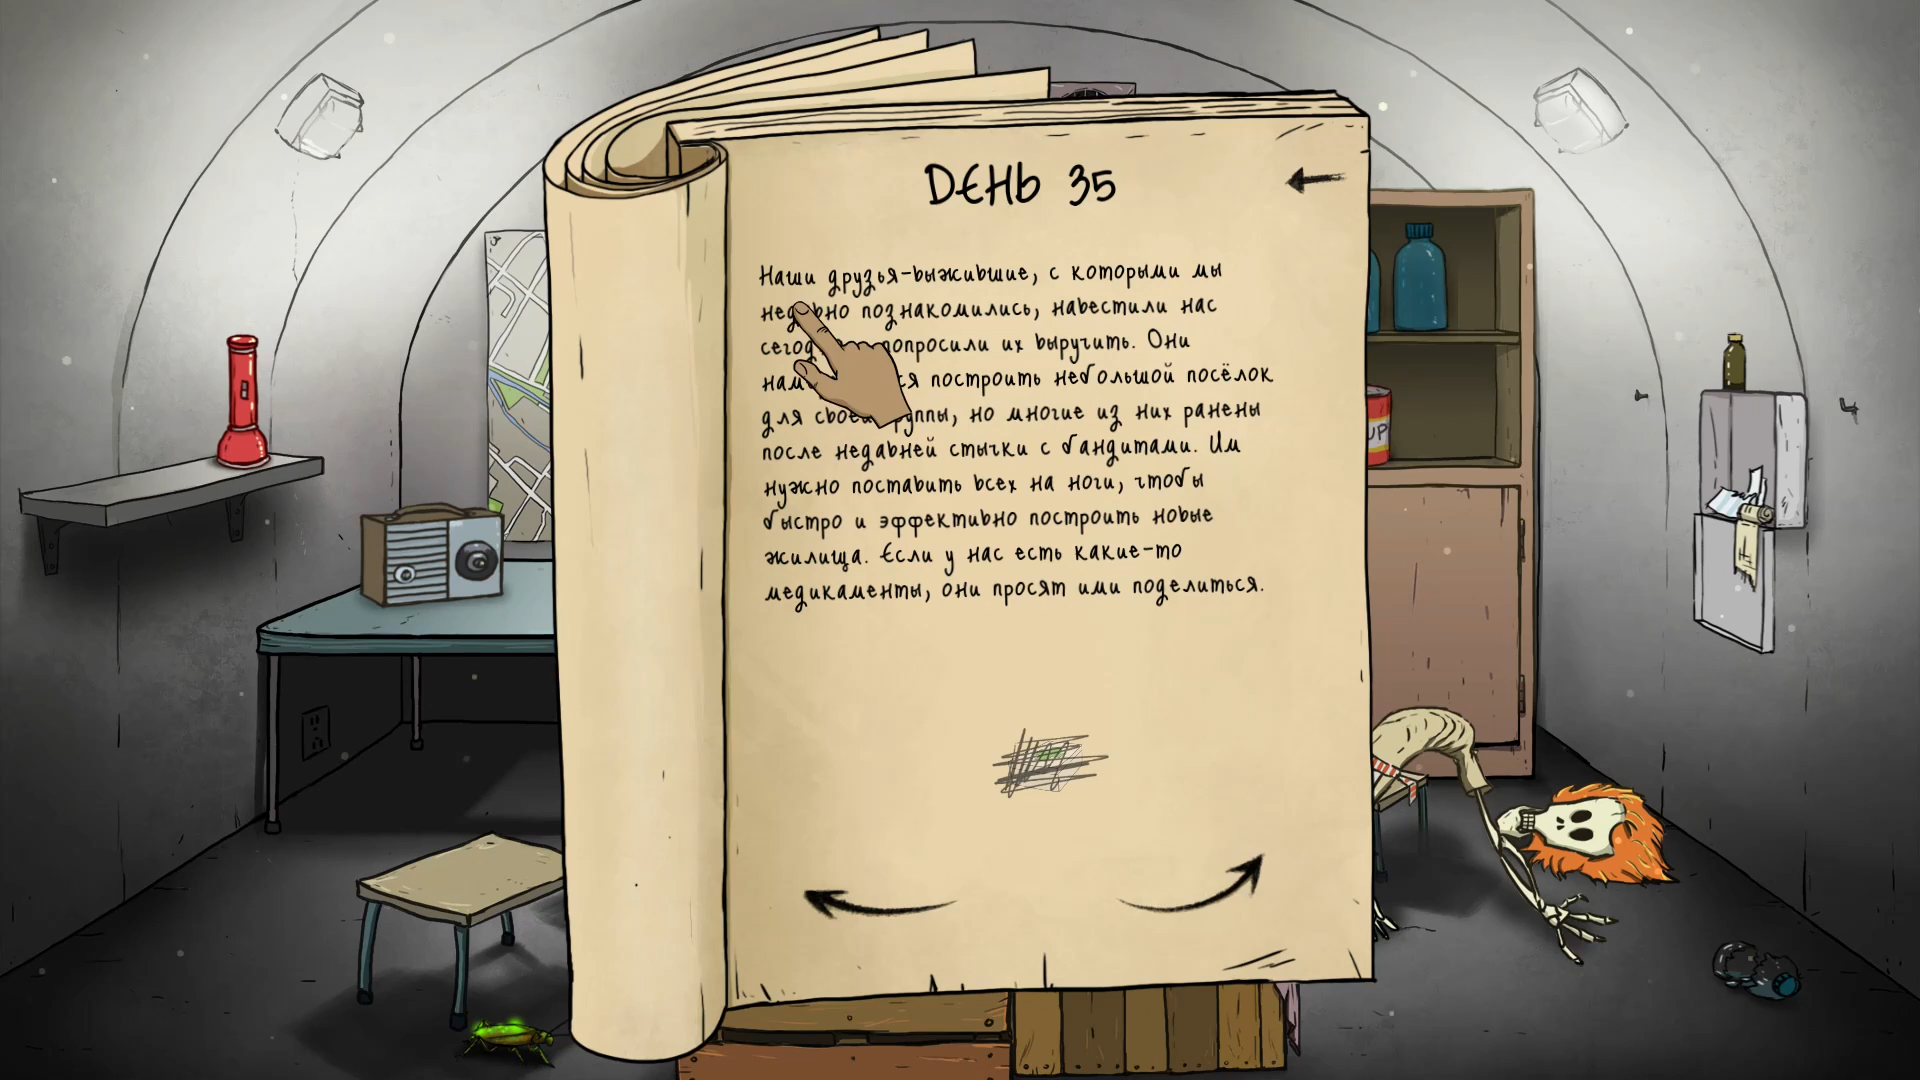 ДЕНЬ 35
Наши друзья-выжившие, с которыми мы
познакомились, навестили нас
попросили их выручить. Они
построить небольшой посёлок
для но многие из них ранены
после недавней стычки с бандитами. Им
нужно поставить всех на ноги, чтобы
быстро и эффективно построить новые
жилища. Если у нас есть какие-то
медикаменты, они просят ими поделиться.
UP